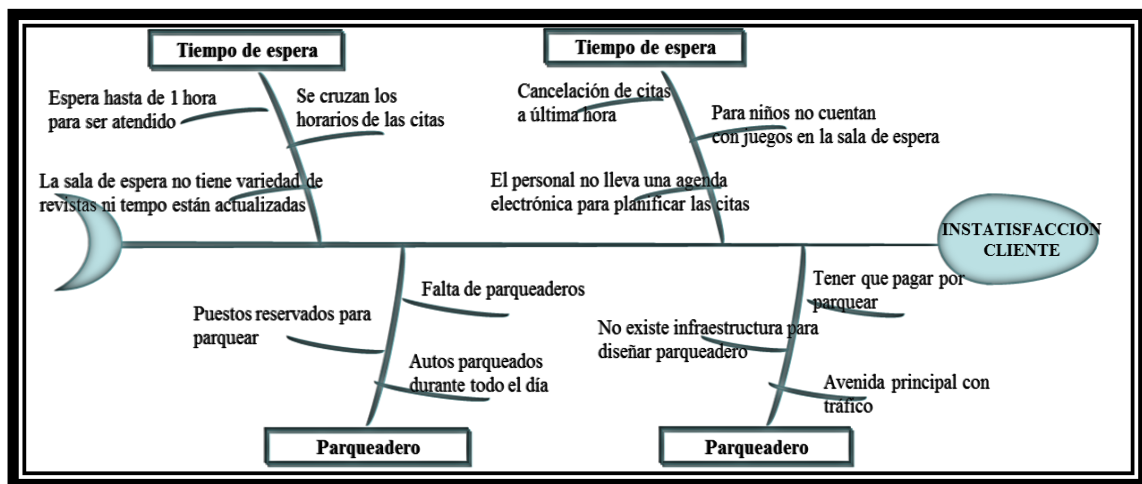 Tiempo de espera
Espera hasta de 1 hora
para ser atendido
Se cruzan los
horarios de las citas
La sala de espera no tiene variedad de
revistas ni tempo están actualizadas
Tiempo de espera
Cancelación de citas
a última hora
Para niños no cuentan
con juegos en la sala de espera
El personal no lleva una agenda
electrónica para planificar las citas
INSTATISFACCION
CLIENTE
Falta de parqueaderos
Puestos reservados para
parquear
Autos parqueados
durante todo el día
Parqueadero
Tener que pagar por
parquear
No existe infraestructura para
diseñar parqueadero
Avenida principal con
tráfico
Parqueadero